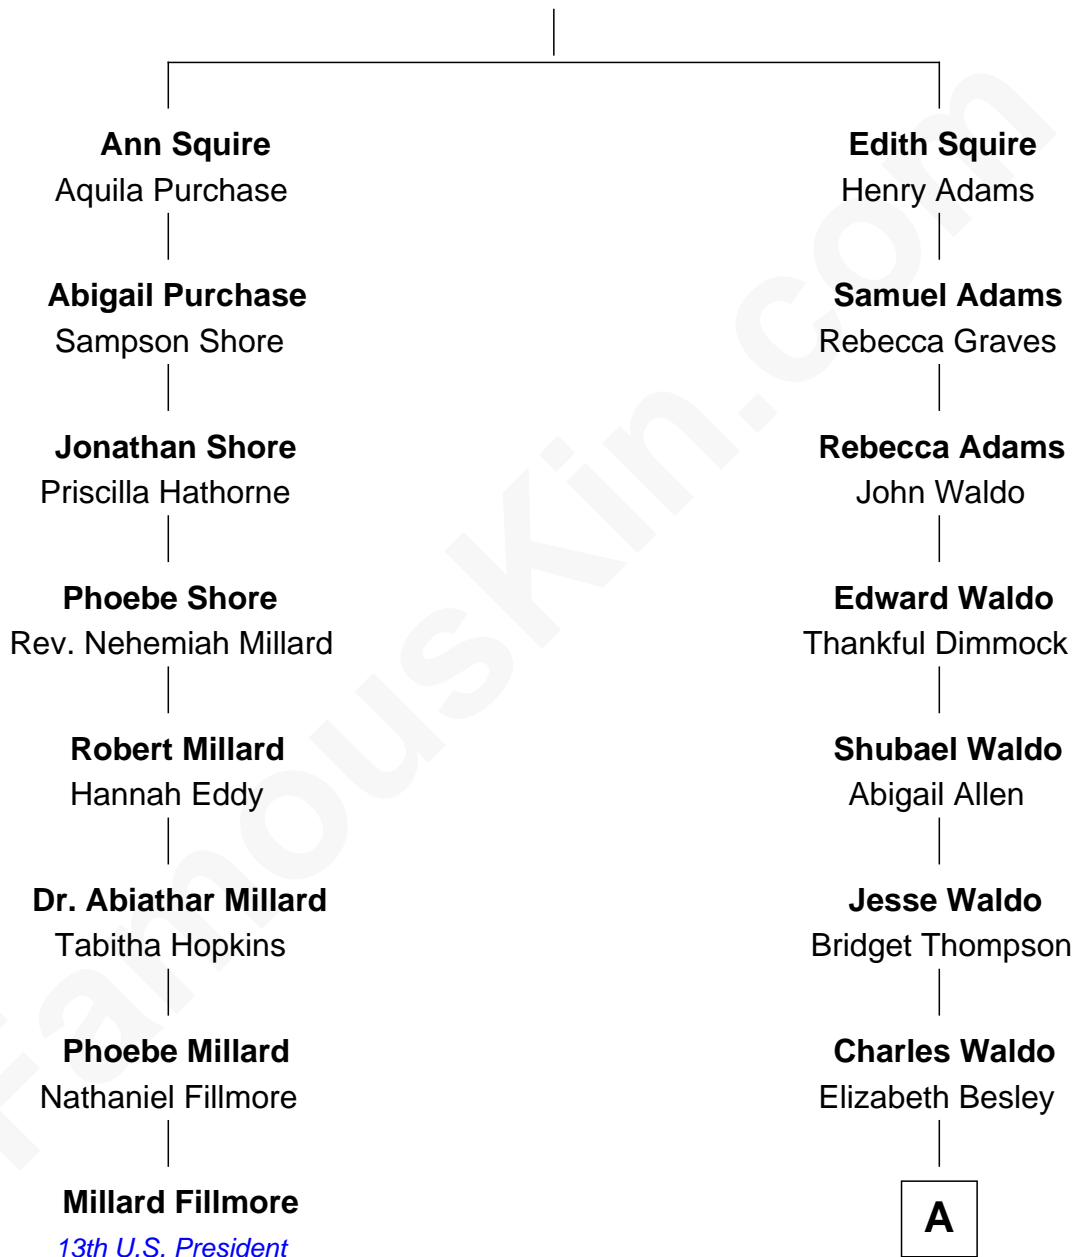 Ann Squire
Aquila Purchase
Abigail Purchase
Sampson Shore
Jonathan Shore
Priscilla Hathorne
Phoebe Shore
Rev. Nehemiah Millard
Robert Millard
Hannah Eddy
Dr. Abiathar Millard
Tabitha Hopkins
Phoebe Millard
Nathaniel Fillmore
Millard Fillmore
13th U.S. President
Edith Squire
Henry Adams
Samuel Adams
Rebecca Graves
Rebecca Adams
John Waldo
Edward Waldo
Thankful Dimmock
Shubael Waldo
Abigail Allen
Jesse Waldo
Bridget Thompson
Charles Waldo
Elizabeth Besley
A
FamousKin.com